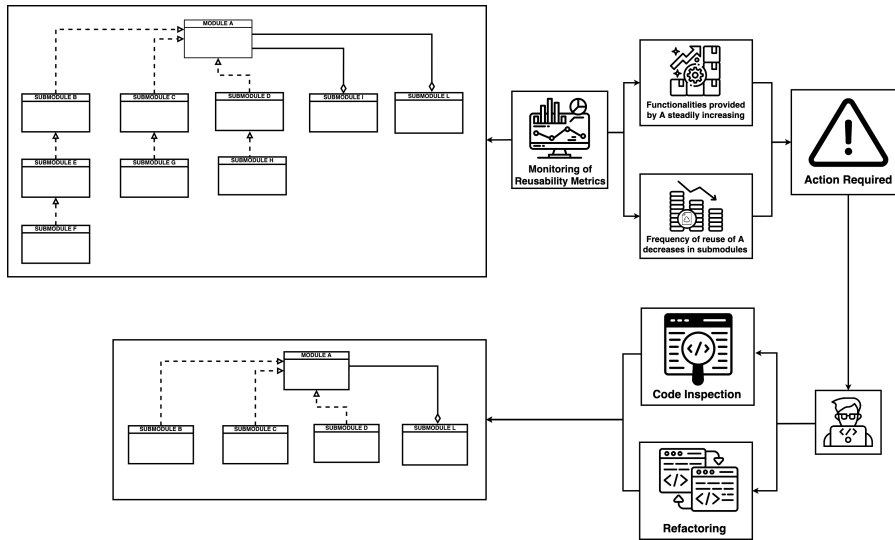 MODULE A
SUBMODULE B
SUBMODULE C
SUBMODULE D
SUBMODULE I
SUBMODULE L
SUBMODULE E
SUBMODULE G
SUBMODULE H
SUBMODULE F
Monitoring of
Reusability Metrics
Functionalities provided
by A steadily increasing
Frequency of reuse of A
decreases in submodules
Action Required
Code Inspection
</>
Refactoring
</>
</>
</>
MODULE A
SUBMODULE B
SUBMODULE C
SUBMODULE D
SUBMODULE L